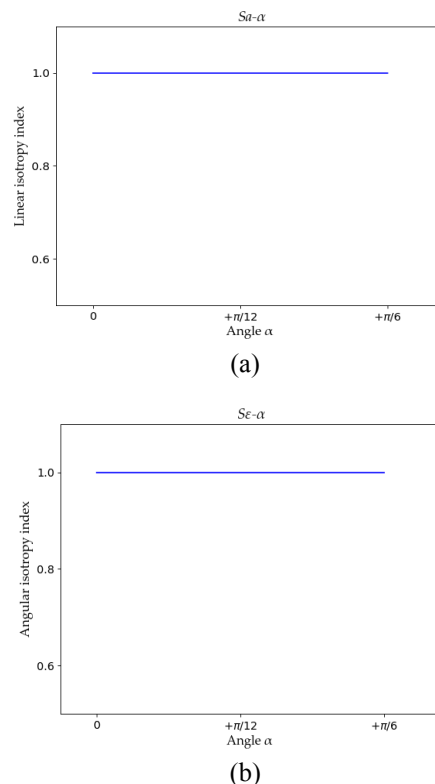 Sa-α
1.0
0.8
0.6
Linear isotropy index
0 +π/12 +π/6
Angle α
(a)
Sε-α
1.0
0.8
0.6
Angular isotropy index
0 +π/12 +π/6
Angle α
(b)